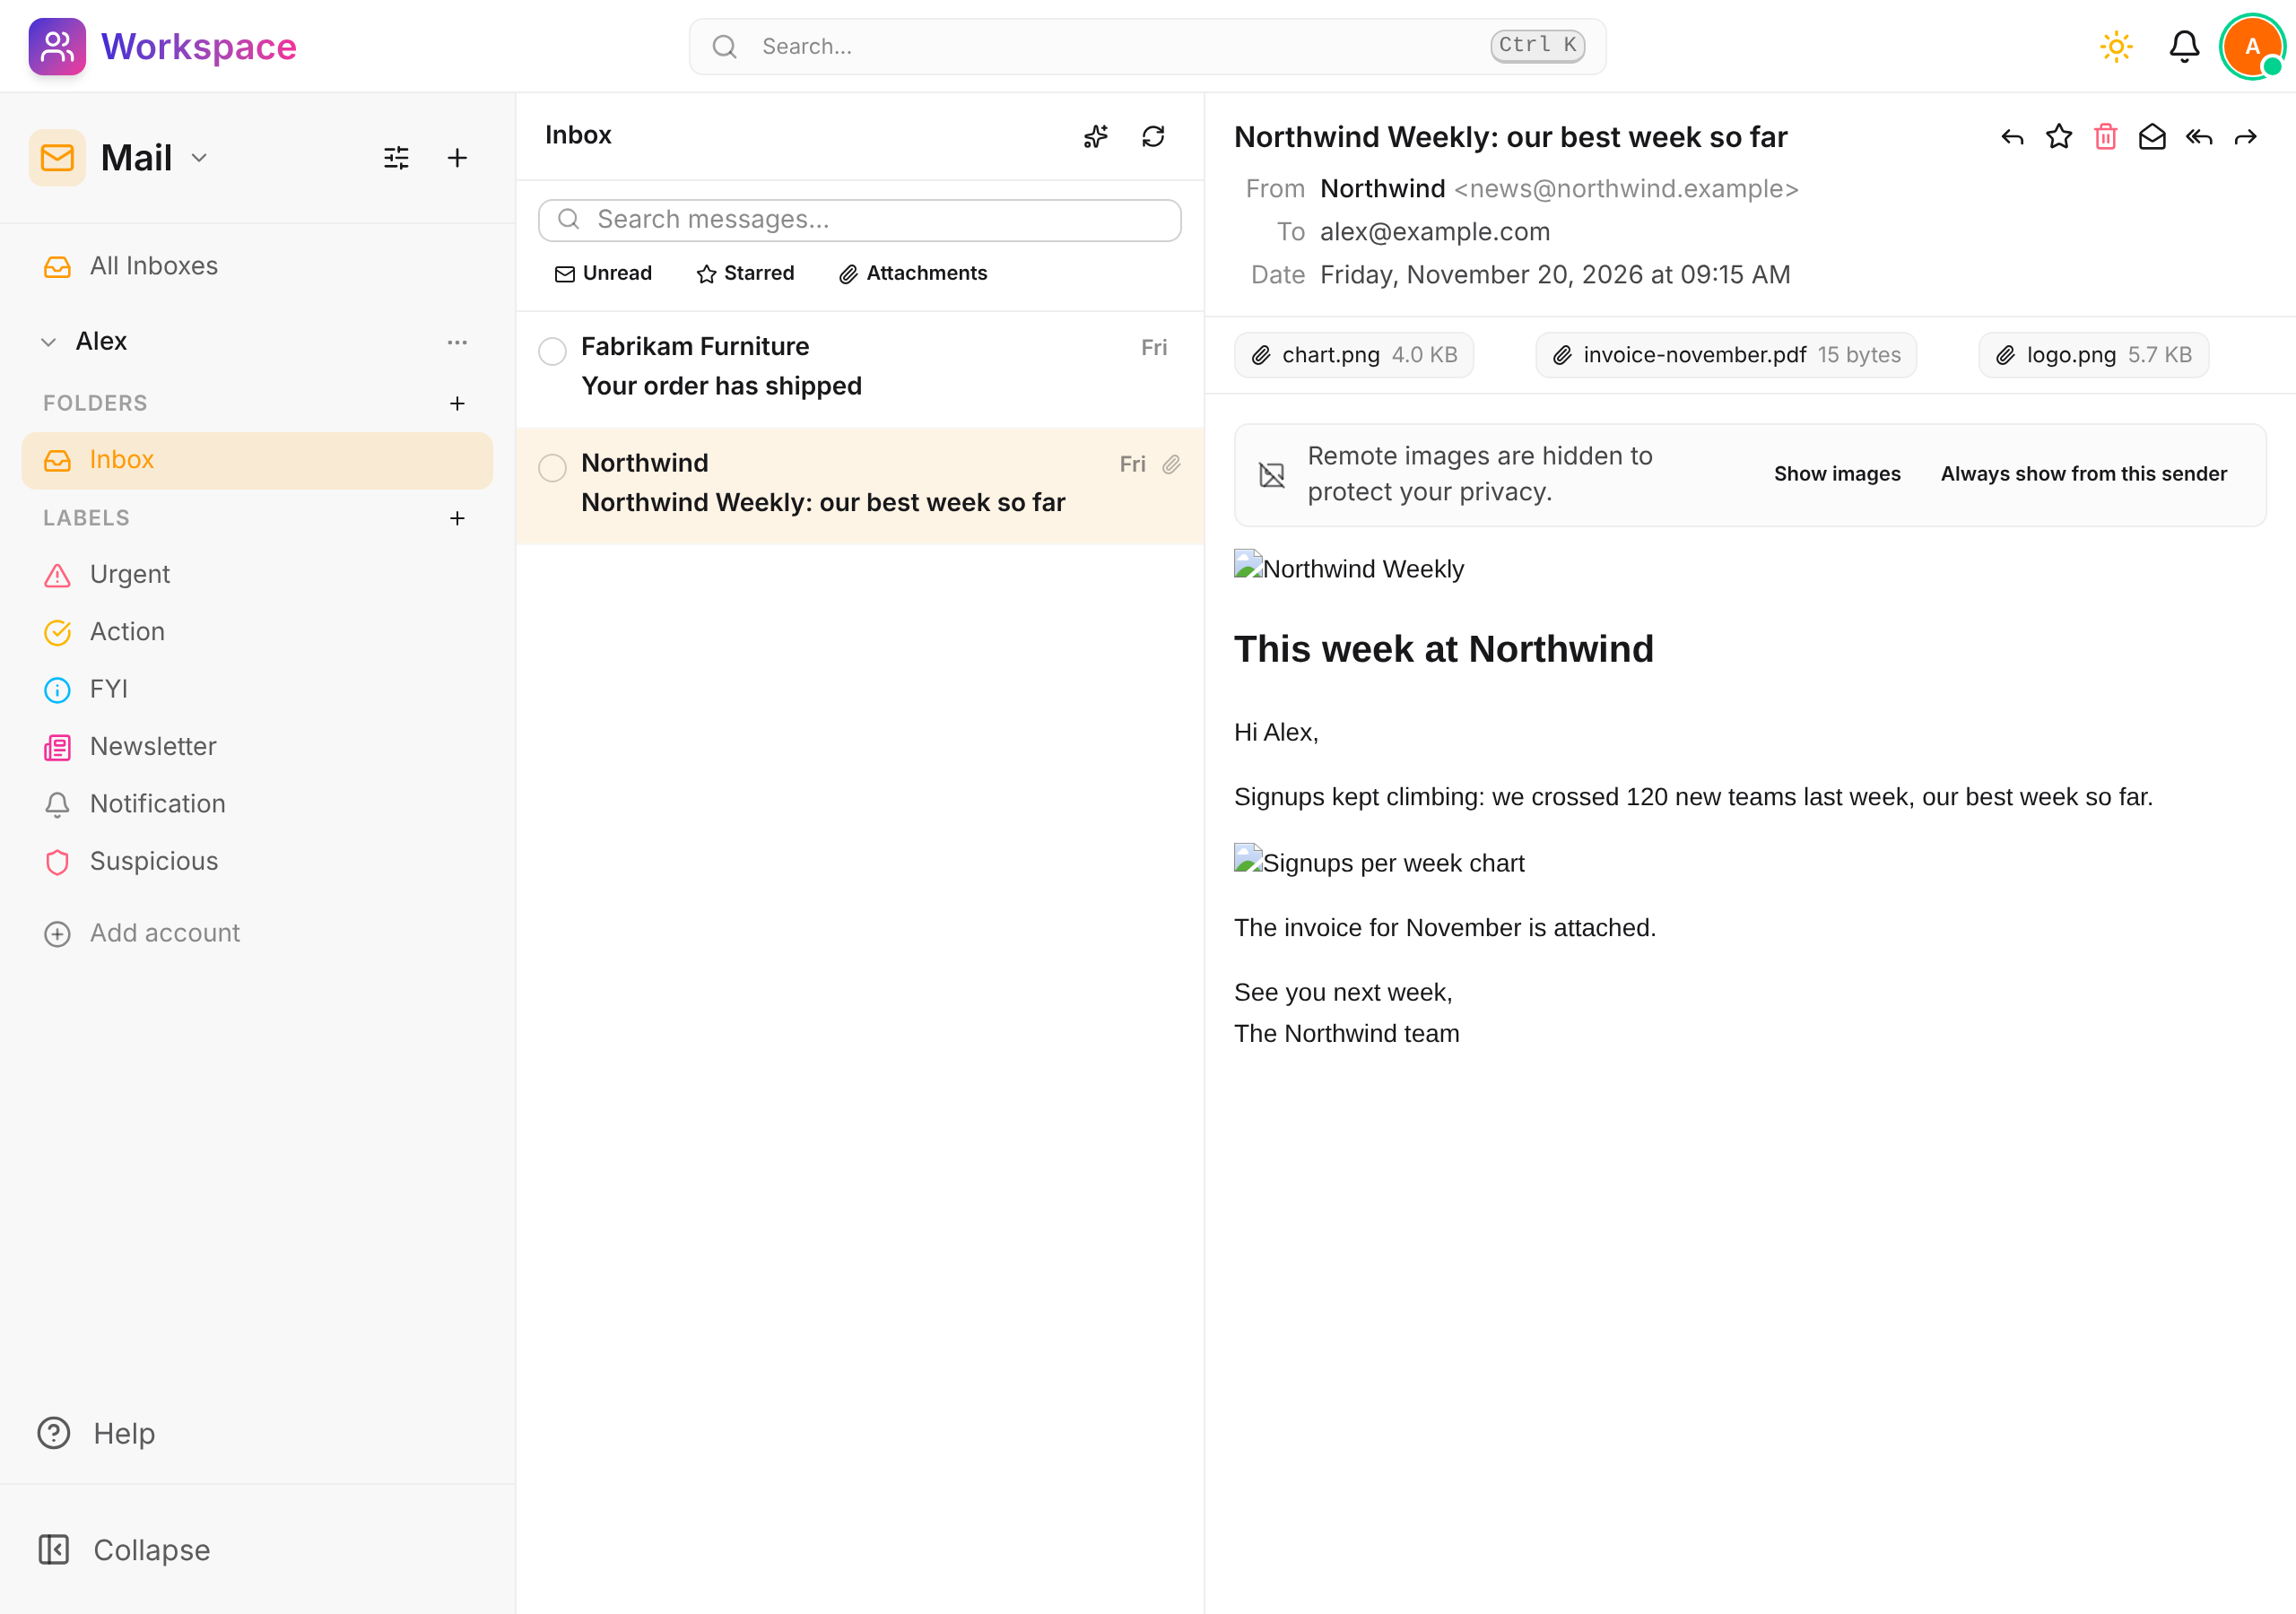 Workspace
Search...
Ctrl K
A
Mail
All Inboxes
Alex
FOLDERS
Inbox
LABELS
Urgent
Action
FYI
Newsletter
Notification
Suspicious
Add account
Help
Collapse
Inbox
Search messages...
Unread Starred Attachments
Fabrikam Furniture Fri
Your order has shipped
Northwind Fri
Northwind Weekly: our best week so far
Northwind Weekly: our best week so far
From Northwind <news@northwind.example>
To alex@example.com
Date Friday, November 20, 2026 at 09:15 AM
chart.png 4.0 KB invoice-november.pdf 15 bytes logo.png 5.7 KB
Remote images are hidden to
protect your privacy.
Show images Always show from this sender
Northwind Weekly
This week at Northwind
Hi Alex,
Signups kept climbing: we crossed 120 new teams last week, our best week so far.
Signups per week chart
The invoice for November is attached.
See you next week,
The Northwind team